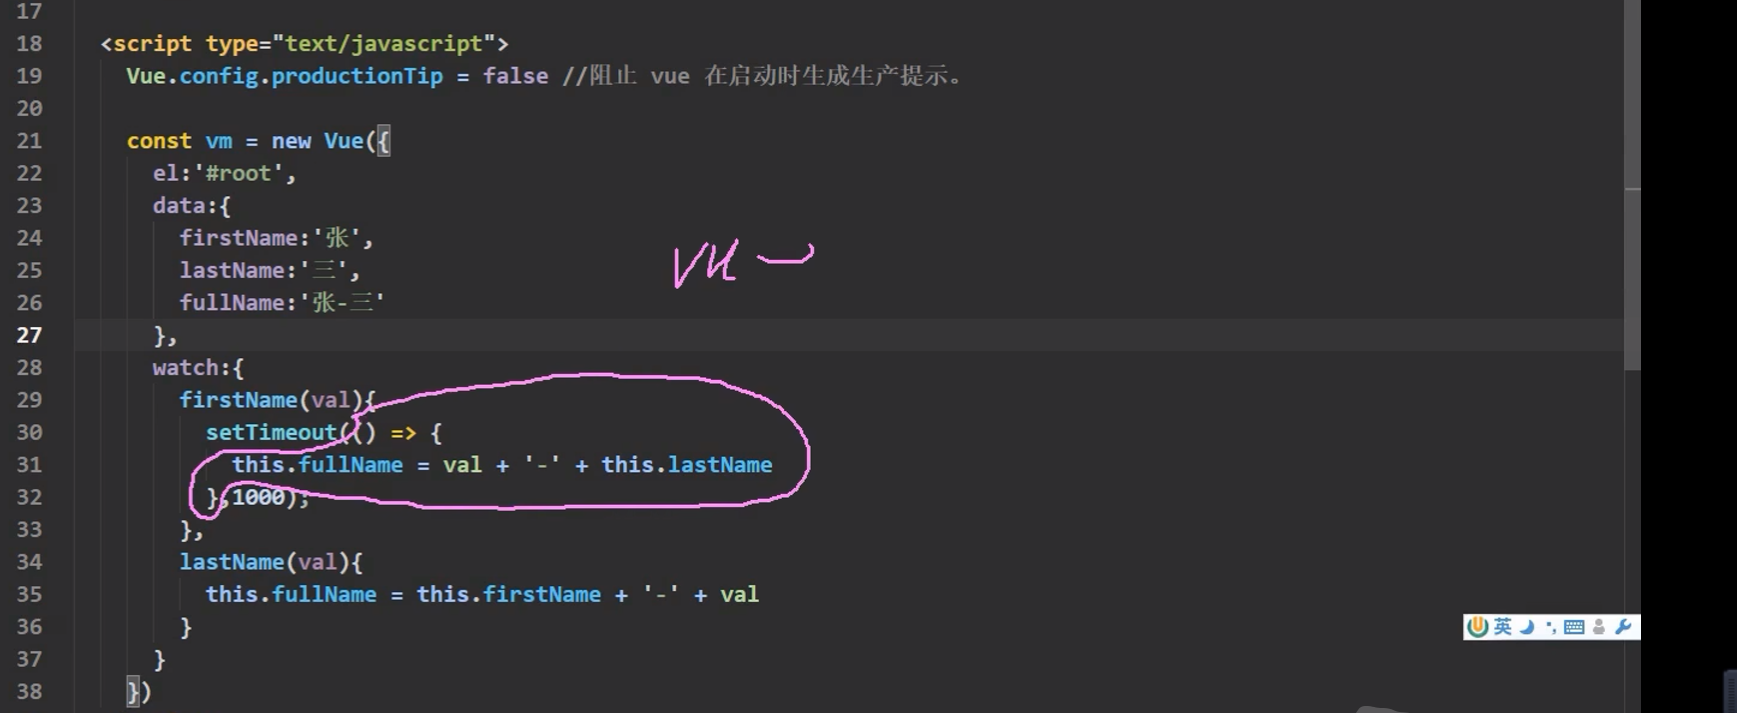 17
18 <script type="text/javascript">
19 Vue.config.productionTip = false //阻止 vue 在启动时生成生产提示。
20
21 const vm = new Vue({
22 el:'#root',
23 data:{
24 firstName:'张',
25 lastName:'三',
26 fullName:'张-三'
27 },
28 watch:{
29 firstName(val){
30 setTimeout(() => {
31 this.fullName = val + '-' + this.lastName
32 },1000);
33 },
34 lastName(val){
35 this.fullName = this.firstName + '-' + val
36 }
37 }
38 })
英